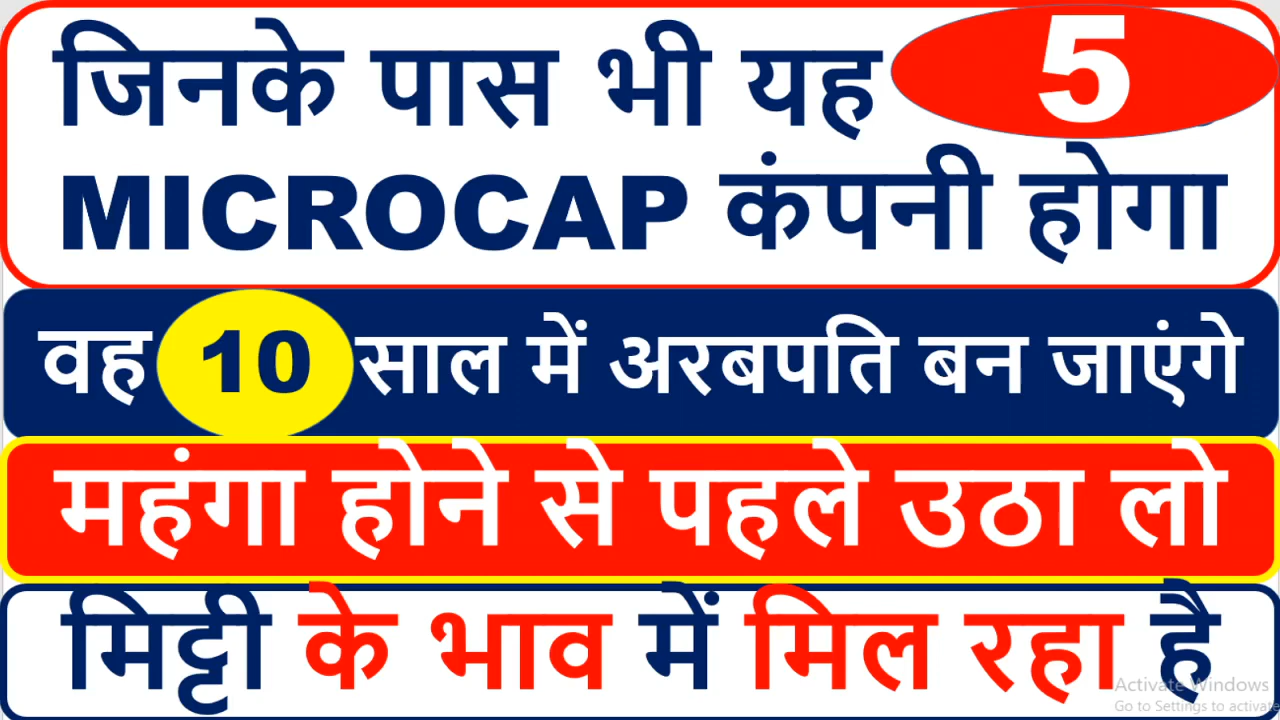 जिनके पास भी यह 5
MICROCAP कंपनी होगा
वह 10 साल में अरबपति बन जाएंगे
महंगा होने से पहले उठा लो
मिट्टी के भाव में मिल रहा है
Activate Windows
Go to Settings to activate